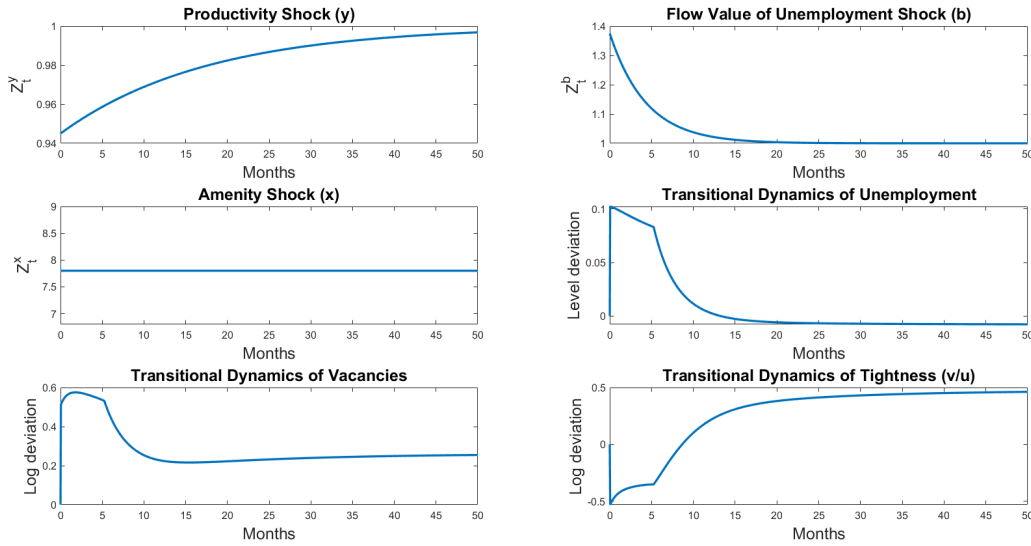 Productivity Shock (y)
1
0.98
0.96
0.94
Z_t^y
0 5 10 15 20 25 30 35 40 45 50
Months
Flow Value of Unemployment Shock (b)
1.4
1.3
1.2
1.1
1
Z_t^b
0 5 10 15 20 25 30 35 40 45 50
Months
Amenity Shock (x)
9
8.5
8
7.5
7
Z_t^x
0 5 10 15 20 25 30 35 40 45 50
Months
Transitional Dynamics of Unemployment
0.1
0.05
0
Level deviation
0 5 10 15 20 25 30 35 40 45 50
Months
Transitional Dynamics of Vacancies
0.6
0.4
0.2
0
Log deviation
0 5 10 15 20 25 30 35 40 45 50
Months
Transitional Dynamics of Tightness (v/u)
0.5
0
-0.5
Log deviation
0 5 10 15 20 25 30 35 40 45 50
Months